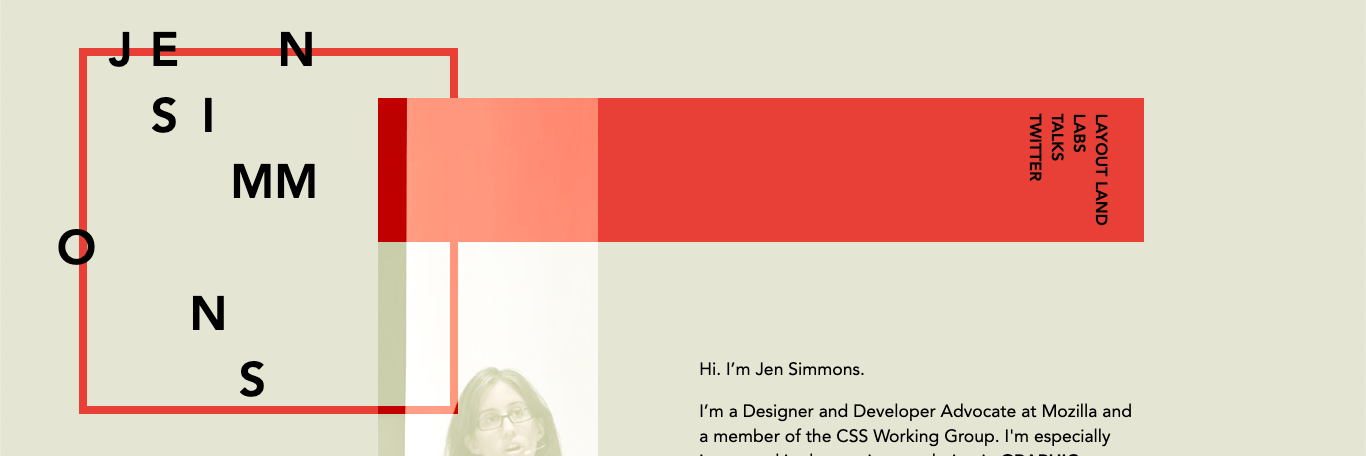 JEN
SI
MM
O
N
S
LAYOUT LAND
LABS
TALKS
TWITTER
Hi. I’m Jen Simmons.
I’m a Designer and Developer Advocate at Mozilla and
a member of the CSS Working Group. I'm especially